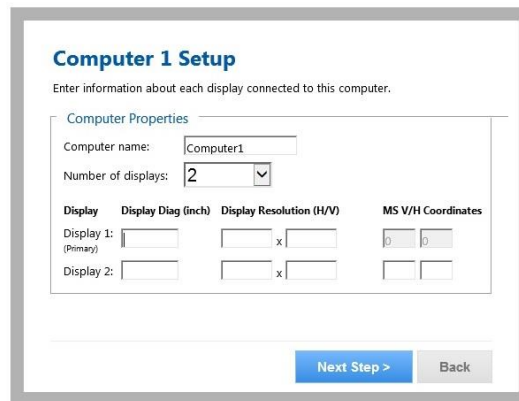 Computer 1 Setup
Enter information about each display connected to this computer.
Computer Properties
Computer name: Computer1
Number of displays: 2
Display Display Diag (inch) Display Resolution (H/V) MS V/H Coordinates
Display 1: x 0 0
(Primary)
Display 2: x
Next Step > Back